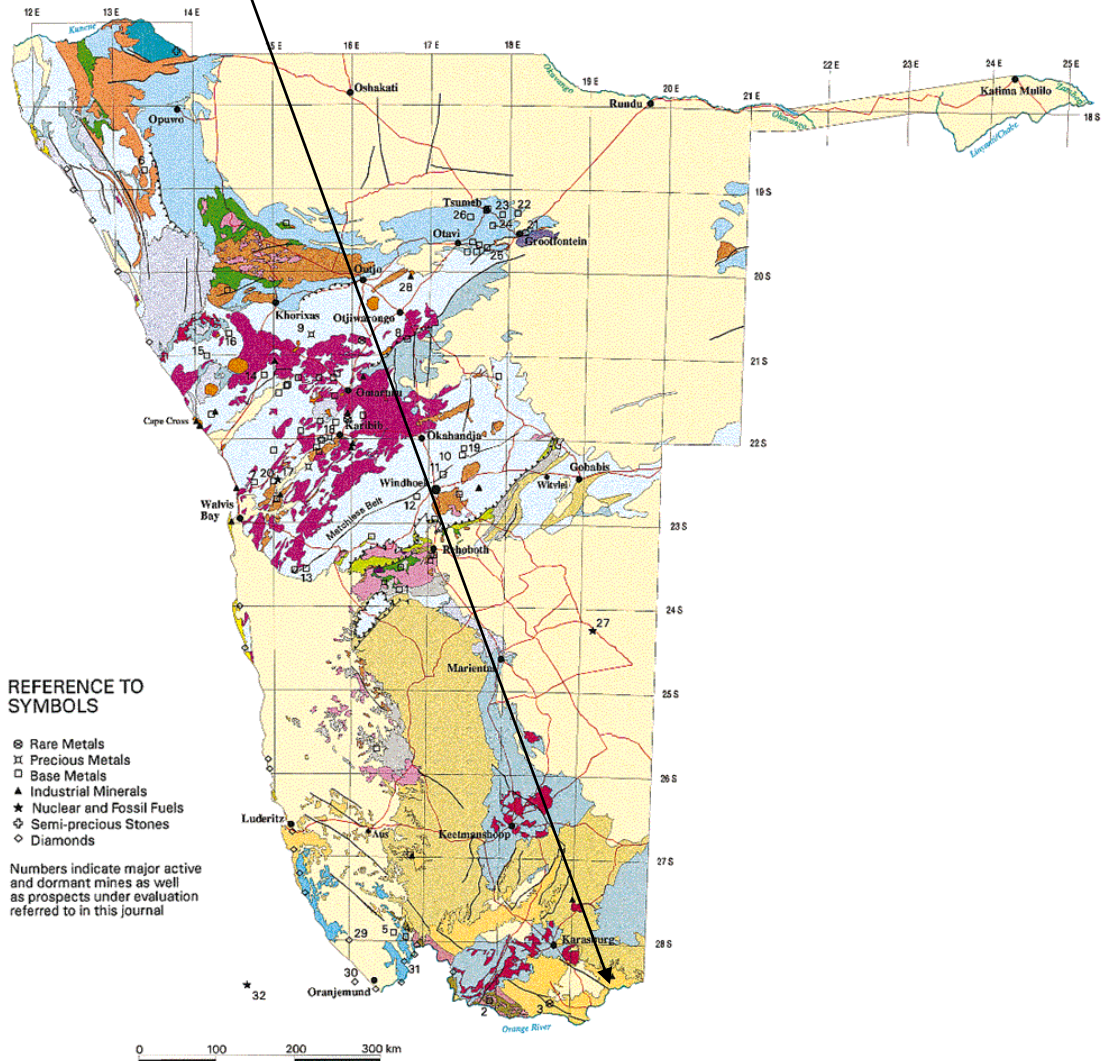 12 E
13 E
14 E
15 E
16 E
17 E
18 E
Kunene
Okavango
19 E
20 E
21 E
22 E
23 E
24 E
25 E
Oshakati
Rundu
Okavango
Katima Mulilo
Zambezi
18 S
Linyandi/Chobe
Opuwo
6
19 S
Tsumeb
23
22
26
24
21
Otavi
Grootfontein
25
Outjo
28
20 S
Khorixas
9
Otjiwarongo
8
16
15
21 S
14
Omaruru
Cape Cross
18
Karibib
Okahandja
22 S
10
19
11
20
17
Windhoek
Gobabis
Witvlei
Walvis
Bay
12
Matchless Belt
23 S
Rehoboth
13
24 S
27
Mariental
25 S
26 S
Luderitz
Aus
Keetmanshoop
27 S
28 S
Karasburg
5
4
29
31
30
Oranjemund
32
2
3
Orange River
REFERENCE TO
SYMBOLS
Rare Metals
Precious Metals
Base Metals
Industrial Minerals
Nuclear and Fossil Fuels
Semi-precious Stones
Diamonds
Numbers indicate major active
and dormant mines as well
as prospects under evaluation
referred to in this journal
0
100
200
300 km